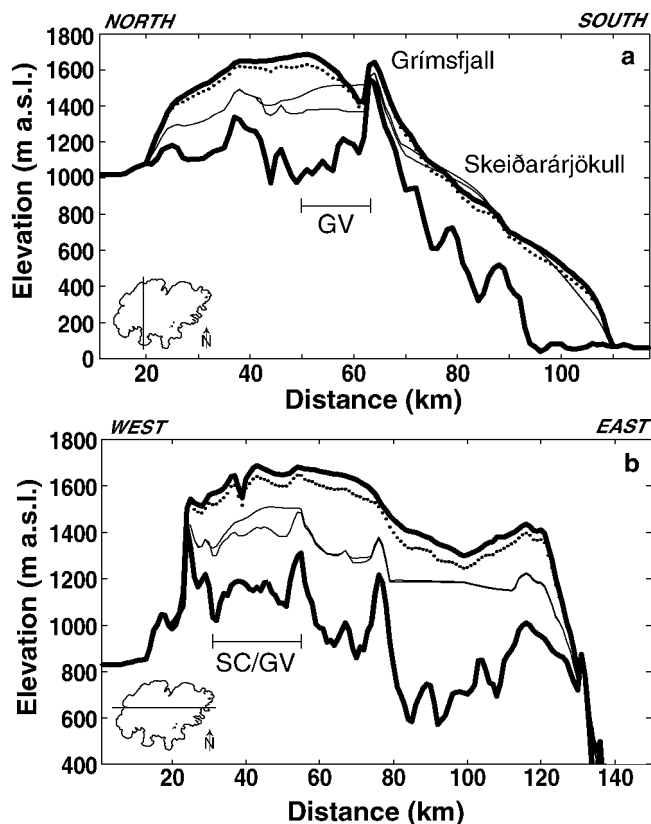 NORTH SOUTH
1800
1600
1400
1200
1000
800
600
400
200
0
Elevation (m a.s.l.)
a
Grímsfjall
Skeiðarárjökull
GV
N
20 40 60 80 100
Distance (km)
WEST EAST
1800
1600
1400
1200
1000
800
600
400
Elevation (m a.s.l.)
b
SC/GV
N
20 40 60 80 100 120 140
Distance (km)